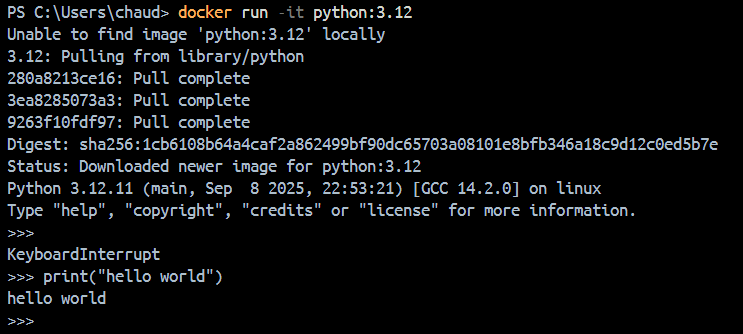 PS C:\Users\chaud> docker run -it python:3.12
Unable to find image 'python:3.12' locally
3.12: Pulling from library/python
280a8213ce16: Pull complete
3ea8285073a3: Pull complete
9263f10fdf97: Pull complete
Digest: sha256:1cb6108b64a4caf2a862499bf90dc65703a08101e8bfb346a18c9d12c0ed5b7e
Status: Downloaded newer image for python:3.12
Python 3.12.11 (main, Sep  8 2025, 22:53:21) [GCC 14.2.0] on linux
Type "help", "copyright", "credits" or "license" for more information.
>>>
KeyboardInterrupt
>>> print("hello world")
hello world
>>>